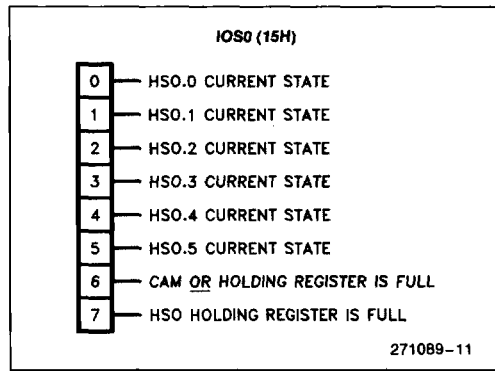 IOS0 (15H)
0 HSO.0 CURRENT STATE
1 HSO.1 CURRENT STATE
2 HSO.2 CURRENT STATE
3 HSO.3 CURRENT STATE
4 HSO.4 CURRENT STATE
5 HSO.5 CURRENT STATE
6 CAM OR HOLDING REGISTER IS FULL
7 HSO HOLDING REGISTER IS FULL
271089–11